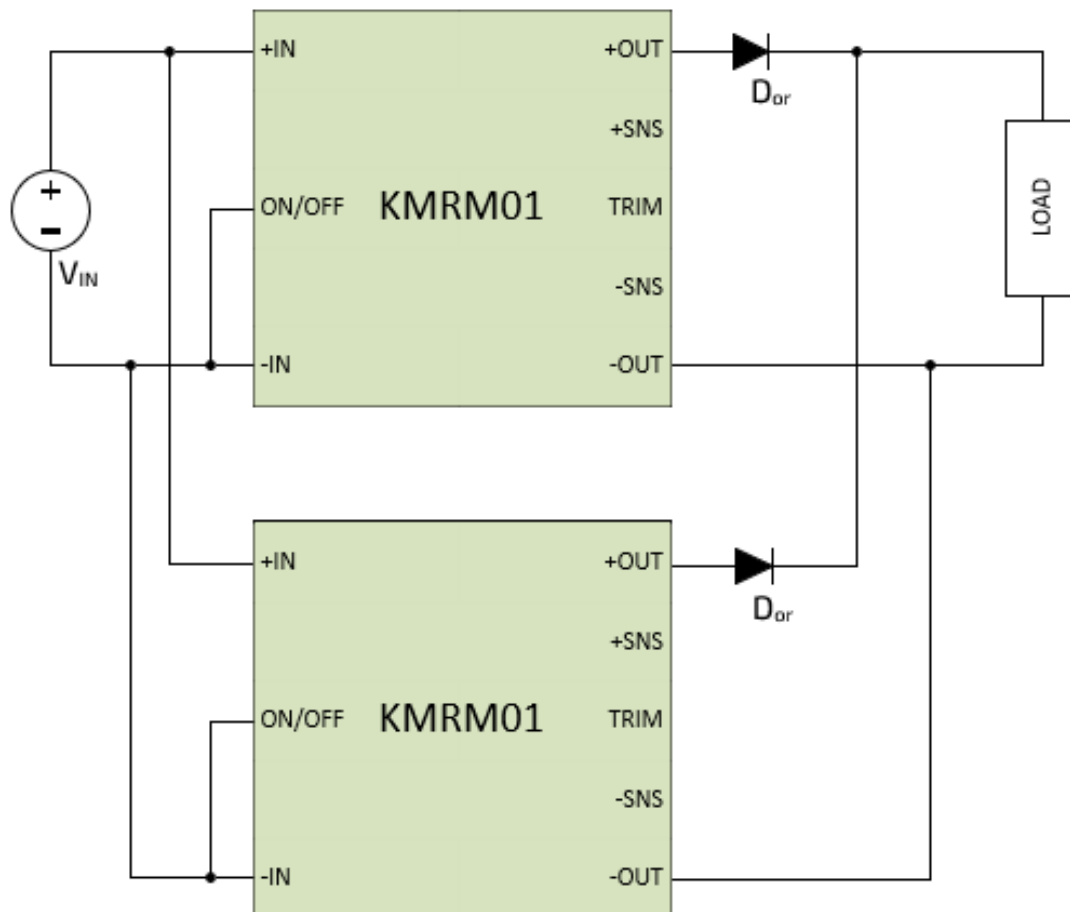 +IN
+OUT
Dor
+SNS
ON/OFF
KMRM01
TRIM
LOAD
+
-
VIN
-SNS
-IN
-OUT
+IN
+OUT
Dor
+SNS
ON/OFF
KMRM01
TRIM
-SNS
-IN
-OUT